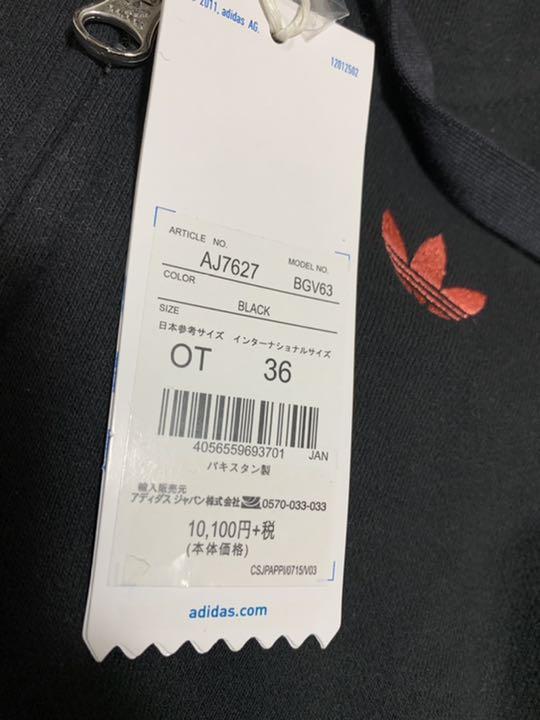 2011, adidas AG.
12012502
ARTICLE NO. MODEL NO.
AJ7627 BGV63
COLOR
BLACK
SIZE
日本参考サイズ インターナショナルサイズ
OT 36
4056559693701 JAN
パキスタン製
輸入販売元
アディダス ジャパン株式会社 0570-033-033
10,100円+税
(本体価格)
CSJPAPPI/0715/V03
adidas.com